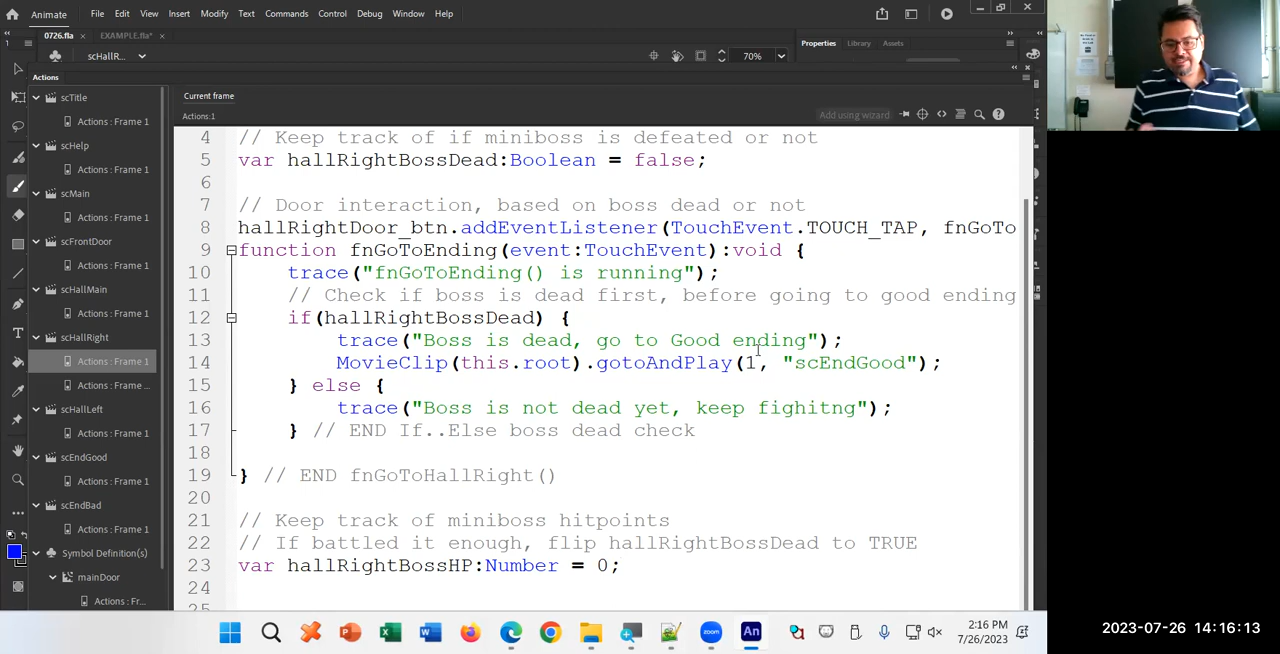 Animate File Edit View Insert Modify Text Commands Control Debug Window Help
0726.fla* × EXAMPLE.fla* ×
scHallR... 70% Properties Library Assets
Actions
Current frame
Actions:1 Add using wizard
scTitle
Actions : Frame 1
scHelp
Actions : Frame 1
scMain
Actions : Frame 1
scFrontDoor
Actions : Frame 1
scHallMain
Actions : Frame 1
scHallRight
Actions : Frame 1
Actions : Frame ...
scHallLeft
Actions : Frame 1
scEndGood
Actions : Frame 1
scEndBad
Actions : Frame 1
Symbol Definition(s)
mainDoor
Actions : Fr...
4 // Keep track of if miniboss is defeated or not
5 var hallRightBossDead:Boolean = false;
6
7 // Door interaction, based on boss dead or not
8 hallRightDoor_btn.addEventListener(TouchEvent.TOUCH_TAP, fnGoTo
9 function fnGoToEnding(event:TouchEvent):void {
10 trace("fnGoToEnding() is running");
11 // Check if boss is dead first, before going to good ending
12 if(hallRightBossDead) {
13 trace("Boss is dead, go to Good ending");
14 MovieClip(this.root).gotoAndPlay(1, "scEndGood");
15 } else {
16 trace("Boss is not dead yet, keep fighitng");
17 } // END If..Else boss dead check
18
19 } // END fnGoToHallRight()
20
21 // Keep track of miniboss hitpoints
22 // If battled it enough, flip hallRightBossDead to TRUE
23 var hallRightBossHP:Number = 0;
24
25
2:16 PM
7/26/2023
2023-07-26 14:16:13